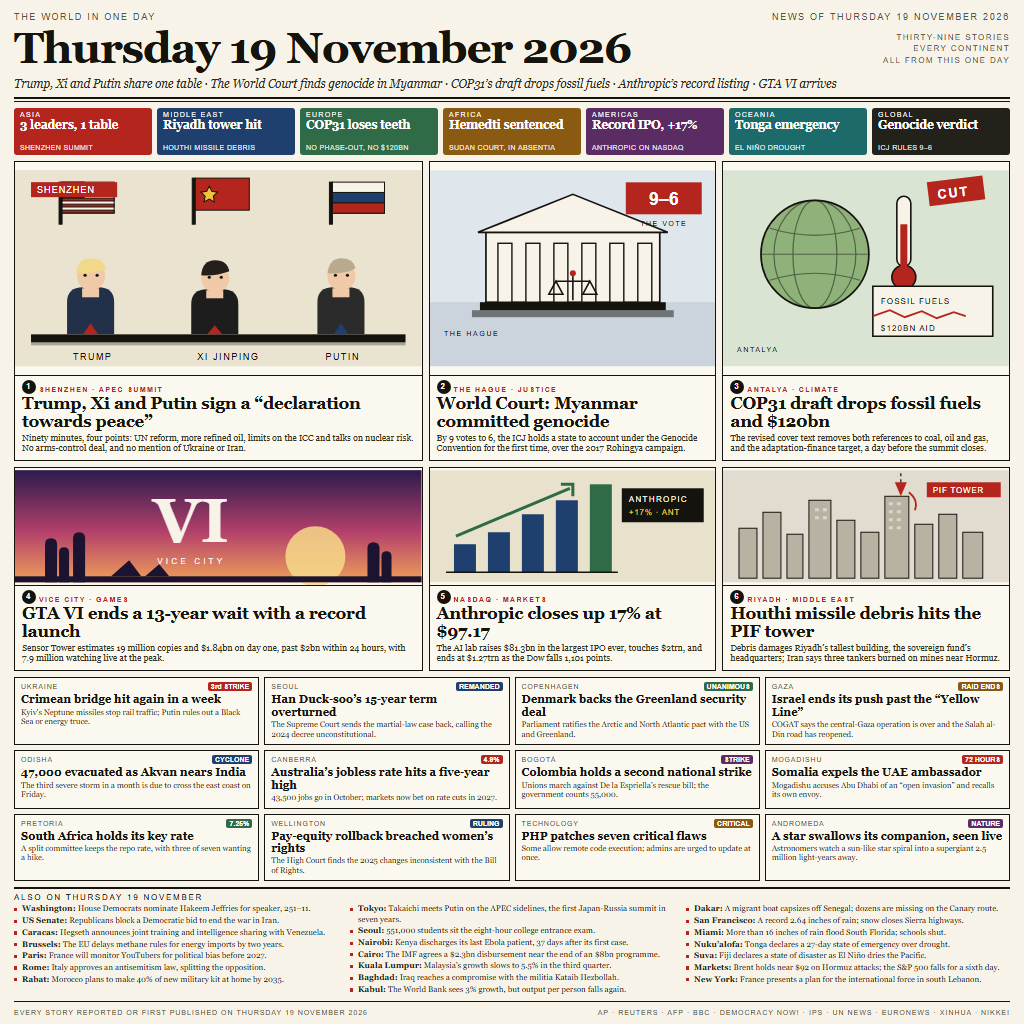 THE WORLD IN ONE DAY
NEWS OF THURSDAY 19 NOVEMBER 2026
Thursday 19 November 2026
THIRTY-NINE STORIES
EVERY CONTINENT
ALL FROM THIS ONE DAY
Trump, Xi and Putin share one table · The World Court finds genocide in Myanmar · COP31's draft drops fossil fuels · Anthropic's record listing · GTA VI arrives
ASIA
3 leaders, 1 table
SHENZHEN SUMMIT
MIDDLE EAST
Riyadh tower hit
HOUTHI MISSILE DEBRIS
EUROPE
COP31 loses teeth
NO PHASE-OUT, NO $120BN
AFRICA
Hemedti sentenced
SUDAN COURT, IN ABSENTIA
AMERICAS
Record IPO, +17%
ANTHROPIC ON NASDAQ
OCEANIA
Tonga emergency
EL NIÑO DROUGHT
GLOBAL
Genocide verdict
ICJ RULES 9–6
SHENZHEN
TRUMP
XI JINPING
PUTIN
9–6
THE VOTE
THE HAGUE
CUT
FOSSIL FUELS
$120BN AID
ANTALYA
1 SHENZHEN · APEC SUMMIT
Trump, Xi and Putin sign a “declaration
towards peace”
Ninety minutes, four points: UN reform, more refined oil, limits on the ICC and talks on nuclear risk.
No arms-control deal, and no mention of Ukraine or Iran.
2 THE HAGUE · JUSTICE
World Court: Myanmar
committed genocide
By 9 votes to 6, the ICJ holds a state to account under the Genocide
Convention for the first time, over the 2017 Rohingya campaign.
3 ANTALYA · CLIMATE
COP31 draft drops fossil fuels
and $120bn
The revised cover text removes both references to coal, oil and gas,
and the adaptation-finance target, a day before the summit closes.
VI
VICE CITY
ANTHROPIC
+17% · ANT
PIF TOWER
4 VICE CITY · GAMES
GTA VI ends a 13-year wait with a record
launch
Sensor Tower estimates 19 million copies and $1.84bn on day one, past $2bn within 24 hours, with
7.9 million watching live at the peak.
5 NASDAQ · MARKETS
Anthropic closes up 17% at
$97.17
The AI lab raises $81.3bn in the largest IPO ever, touches $2trn, and
ends at $1.27trn as the Dow falls 1,101 points.
6 RIYADH · MIDDLE EAST
Houthi missile debris hits the
PIF tower
Debris damages Riyadh's tallest building, the sovereign fund's
headquarters; Iran says three tankers burned on mines near Hormuz.
UKRAINE
3rd STRIKE
Crimean bridge hit again in a week
Kyiv's Neptune missiles stop rail traffic; Putin rules out a Black
Sea or energy truce.
SEOUL
REMANDED
Han Duck-soo's 15-year term
overturned
The Supreme Court sends the martial-law case back, calling the
2024 decree unconstitutional.
COPENHAGEN
UNANIMOUS
Denmark backs the Greenland security
deal
Parliament ratifies the Arctic and North Atlantic pact with the US
and Greenland.
GAZA
RAID ENDS
Israel ends its push past the “Yellow
Line”
COGAT says the central-Gaza operation is over and the Salah al-
Din road has reopened.
ODISHA
CYCLONE
47,000 evacuated as Akvan nears India
The third severe storm in a month is due to cross the east coast on
Friday.
CANBERRA
4.9%
Australia's jobless rate hits a five-year
high
43,500 jobs go in October; markets now bet on rate cuts in 2027.
BOGOTÁ
STRIKE
Colombia holds a second national strike
Unions march against De la Espriella's rescue bill; the
government counts 55,000.
MOGADISHU
72 HOURS
Somalia expels the UAE ambassador
Mogadishu accuses Abu Dhabi of an “open invasion” and recalls
its own envoy.
PRETORIA
7.25%
South Africa holds its key rate
A split committee keeps the repo rate, with three of seven wanting
a hike.
WELLINGTON
RULING
Pay-equity rollback breached women's
rights
The High Court finds the 2025 changes inconsistent with the Bill
of Rights.
TECHNOLOGY
CRITICAL
PHP patches seven critical flaws
Some allow remote code execution; admins are urged to update at
once.
ANDROMEDA
NATURE
A star swallows its companion, seen live
Astronomers watch a sun-like star spiral into a supergiant 2.5
million light-years away.
ALSO ON THURSDAY 19 NOVEMBER
Washington: House Democrats nominate Hakeem Jeffries for speaker, 251–11.
US Senate: Republicans block a Democratic bid to end the war in Iran.
Caracas: Hegseth announces joint training and intelligence sharing with Venezuela.
Brussels: The EU delays methane rules for energy imports by two years.
Paris: France will monitor YouTubers for political bias before 2027.
Rome: Italy approves an antisemitism law, splitting the opposition.
Rabat: Morocco plans to make 40% of new military kit at home by 2035.
Tokyo: Takaichi meets Putin on the APEC sidelines, the first Japan-Russia summit in
seven years.
Seoul: 551,000 students sit the eight-hour college entrance exam.
Nairobi: Kenya discharges its last Ebola patient, 37 days after its first case.
Cairo: The IMF agrees a $2.3bn disbursement near the end of an $8bn programme.
Kuala Lumpur: Malaysia's growth slows to 5.5% in the third quarter.
Baghdad: Iraq reaches a compromise with the militia Kataib Hezbollah.
Kabul: The World Bank sees 3% growth, but output per person falls again.
Dakar: A migrant boat capsizes off Senegal; dozens are missing on the Canary route.
San Francisco: A record 2.64 inches of rain; snow closes Sierra highways.
Miami: More than 16 inches of rain flood South Florida; schools shut.
Nuku'alofa: Tonga declares a 27-day state of emergency over drought.
Suva: Fiji declares a state of disaster as El Niño dries the Pacific.
Markets: Brent holds near $92 on Hormuz attacks; the S&P 500 falls for a sixth day.
New York: France presents a plan for the international force in south Lebanon.
EVERY STORY REPORTED OR FIRST PUBLISHED ON THURSDAY 19 NOVEMBER 2026
AP · REUTERS · AFP · BBC · DEMOCRACY NOW! · IPS · UN NEWS · EURONEWS · XINHUA · NIKKEI